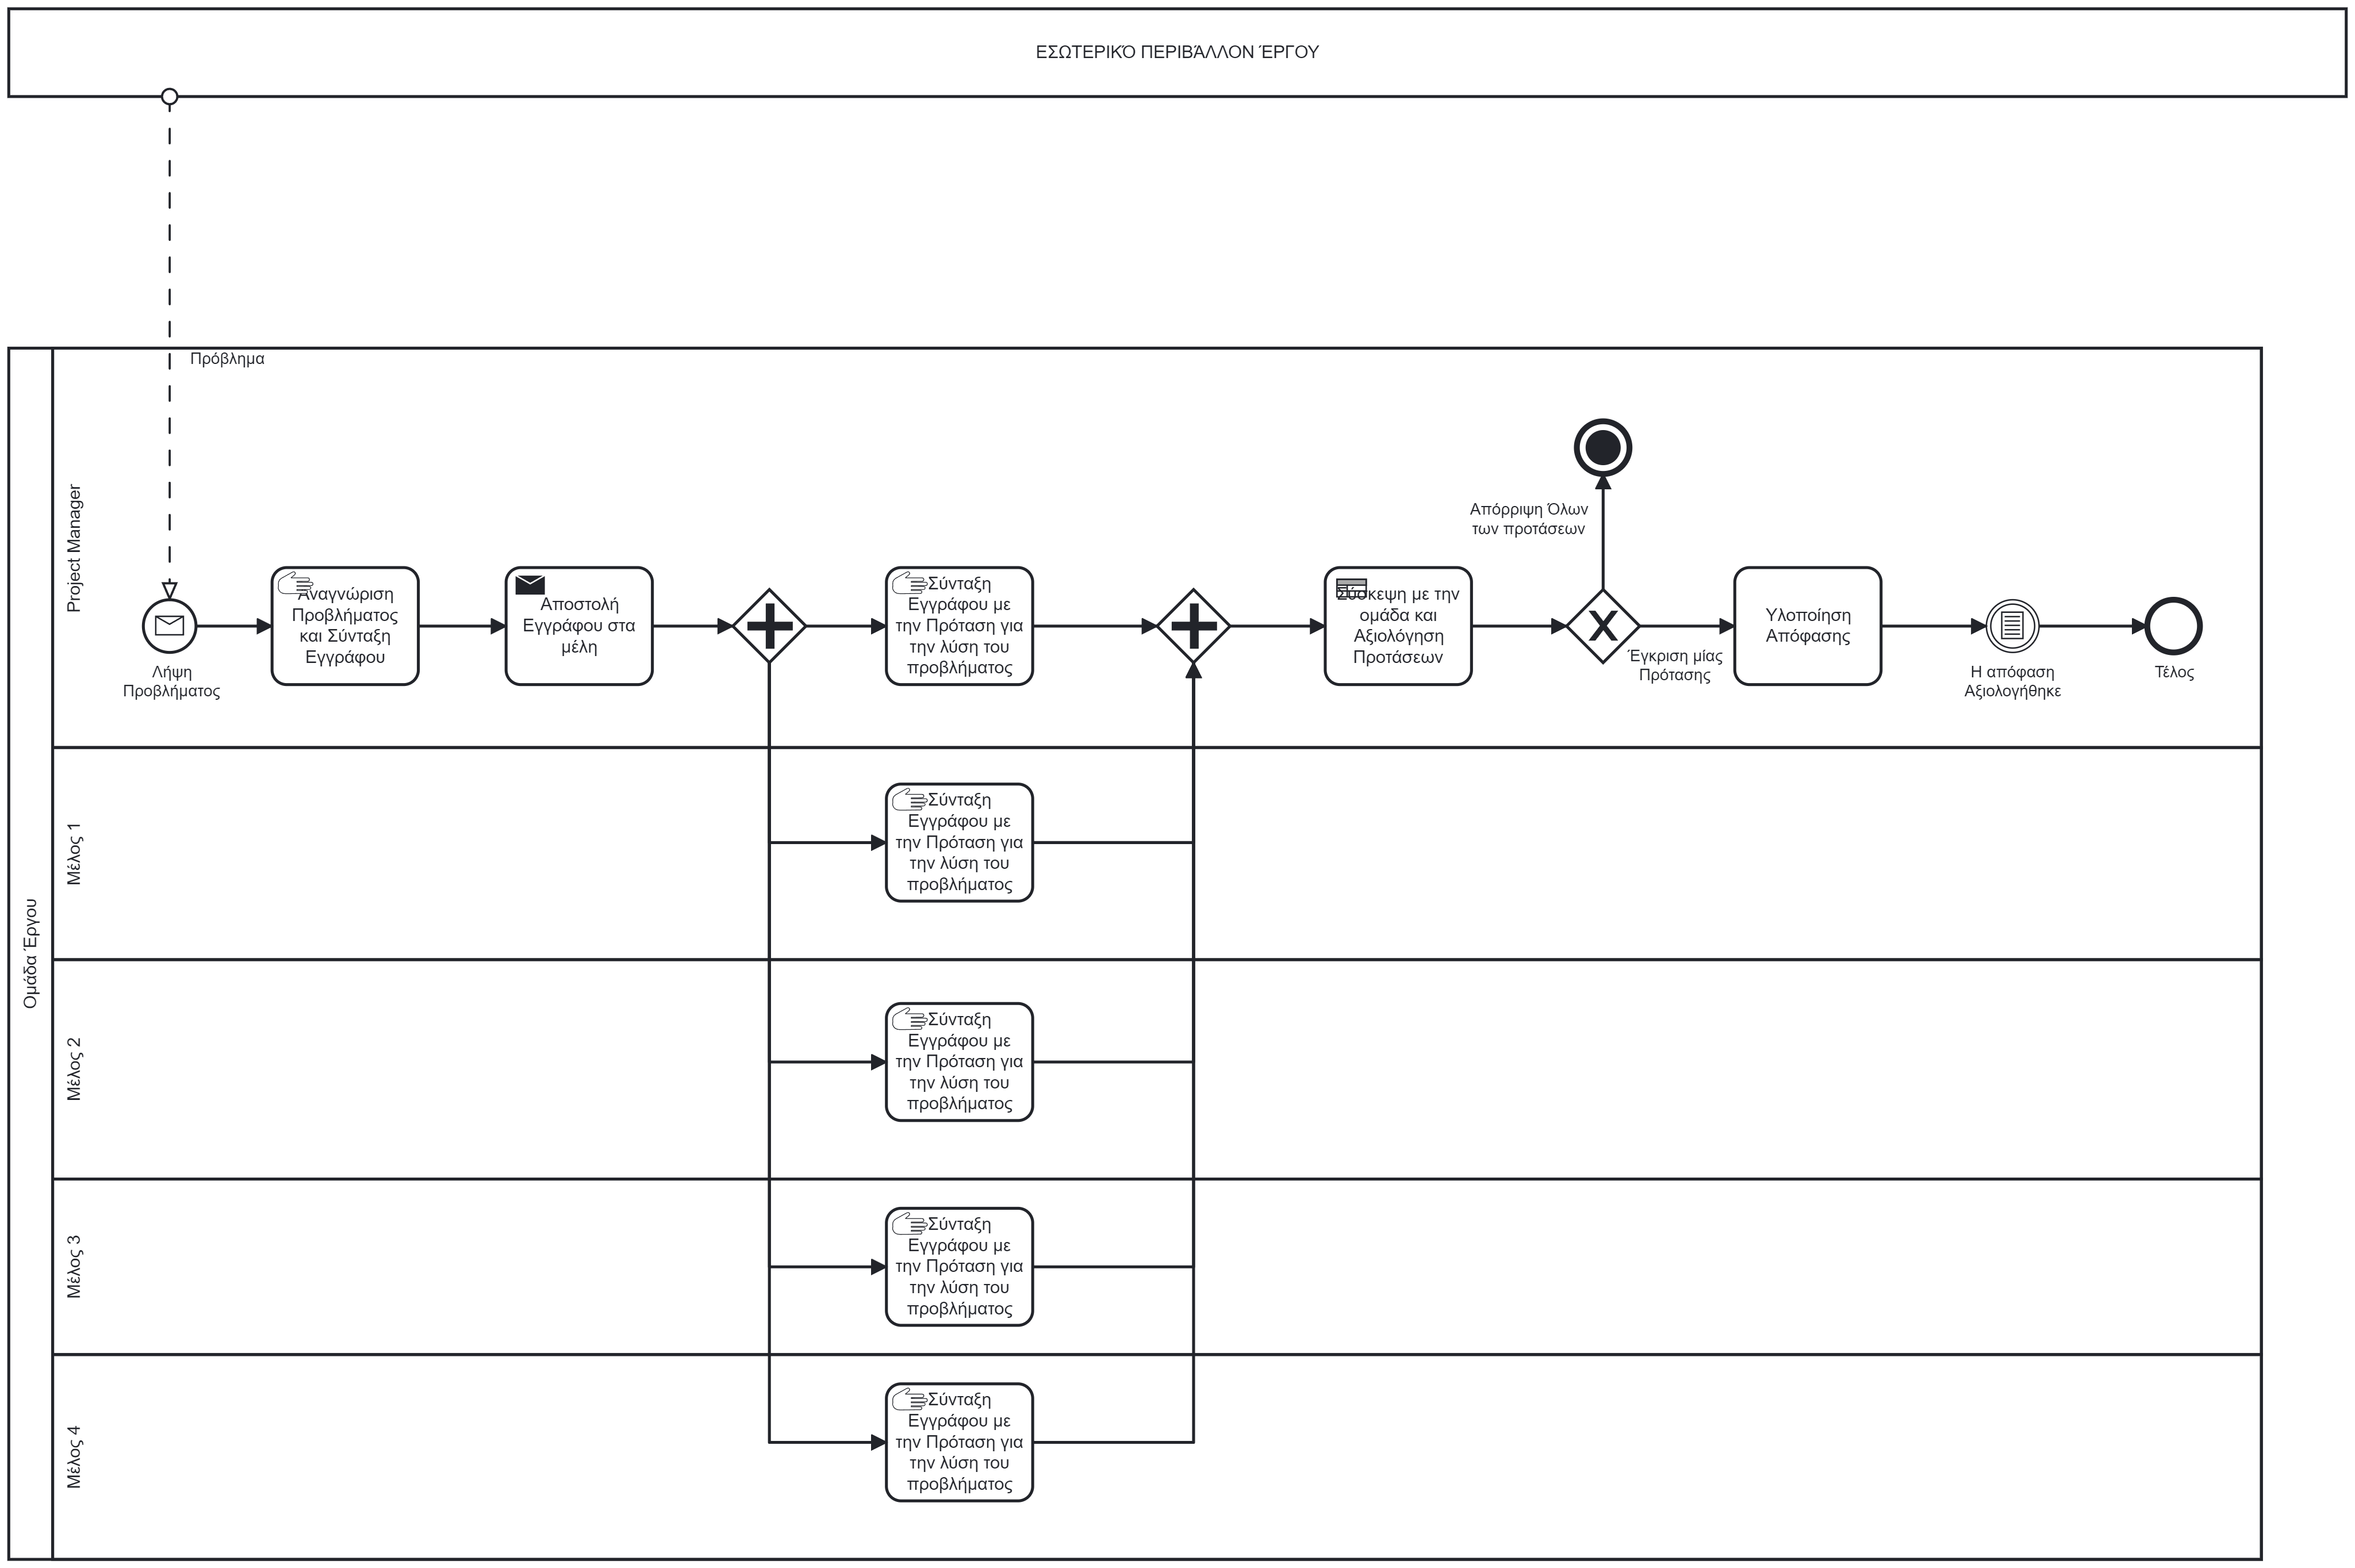 ΕΣΩΤΕΡΙΚΌ ΠΕΡΙΒΆΛΛΟΝ ΈΡΓΟΥ
Πρόβλημα
Ομάδα Έργου
Project Manager
Λήψη
Προβλήματος
Αναγνώριση
Προβλήματος
και Σύνταξη
Εγγράφου
Αποστολή
Εγγράφου στα
μέλη
Σύνταξη
Εγγράφου με
την Πρόταση για
την λύση του
προβλήματος
Σύσκεψη με την
ομάδα και
Αξιολόγηση
Προτάσεων
Απόρριψη Όλων
των προτάσεων
Έγκριση μίας
Πρότασης
Υλοποίηση
Απόφασης
Η απόφαση
Αξιολογήθηκε
Τέλος
Μέλος 1
Σύνταξη
Εγγράφου με
την Πρόταση για
την λύση του
προβλήματος
Μέλος 2
Σύνταξη
Εγγράφου με
την Πρόταση για
την λύση του
προβλήματος
Μέλος 3
Σύνταξη
Εγγράφου με
την Πρόταση για
την λύση του
προβλήματος
Μέλος 4
Σύνταξη
Εγγράφου με
την Πρόταση για
την λύση του
προβλήματος